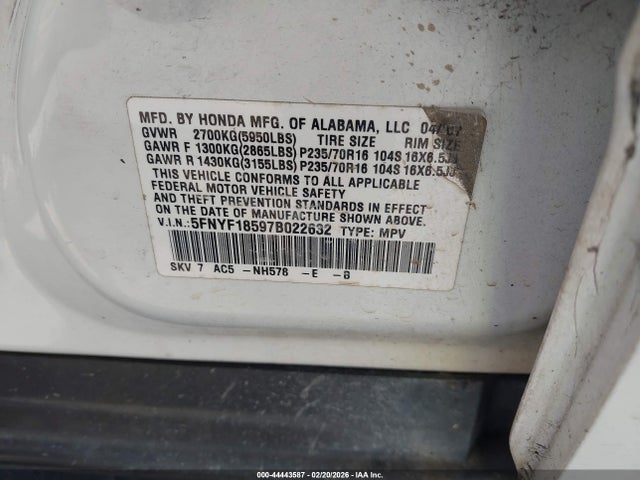 MFD. BY HONDA MFG. OF ALABAMA, LLC 04/07
GVWR 2700KG(5950LBS) TIRE SIZE RIM SIZE
GAWR F 1300KG(2865LBS) P235/70R16 104S 16X6.5JJ
GAWR R 1430KG(3155LBS) P235/70R16 104S 16X6.5JJ
THIS VEHICLE CONFORMS TO ALL APPLICABLE
FEDERAL MOTOR VEHICLE SAFETY
AND THEFT PREVENTION STANDARDS IN EFFECT
ON THE DATE OF MANUFACTURE SHOWN ABOVE.
V.I.N.: 5FNYF18597B022632 TYPE: MPV
SKV 7 AC5 -NH578 -E -B
000-44443587 - 02/20/2026 - IAAI.COM